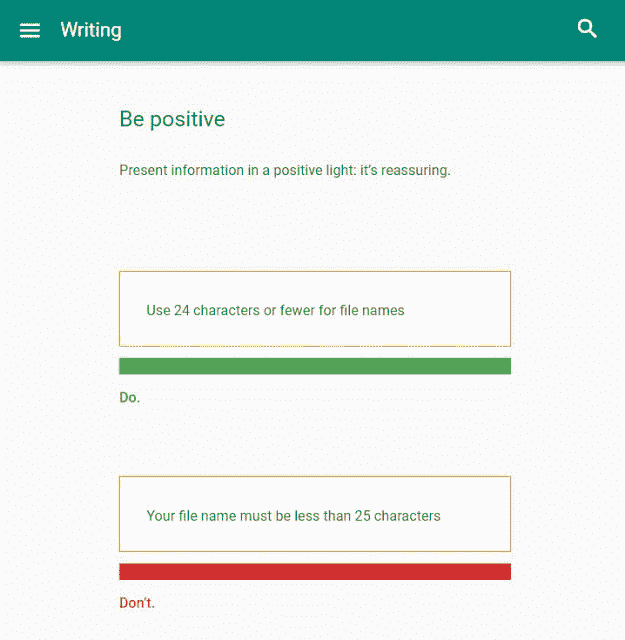 Writing
Be positive
Present information in a positive light: it’s reassuring.
Use 24 characters or fewer for file names
Do.
Your file name must be less than 25 characters
Don’t.